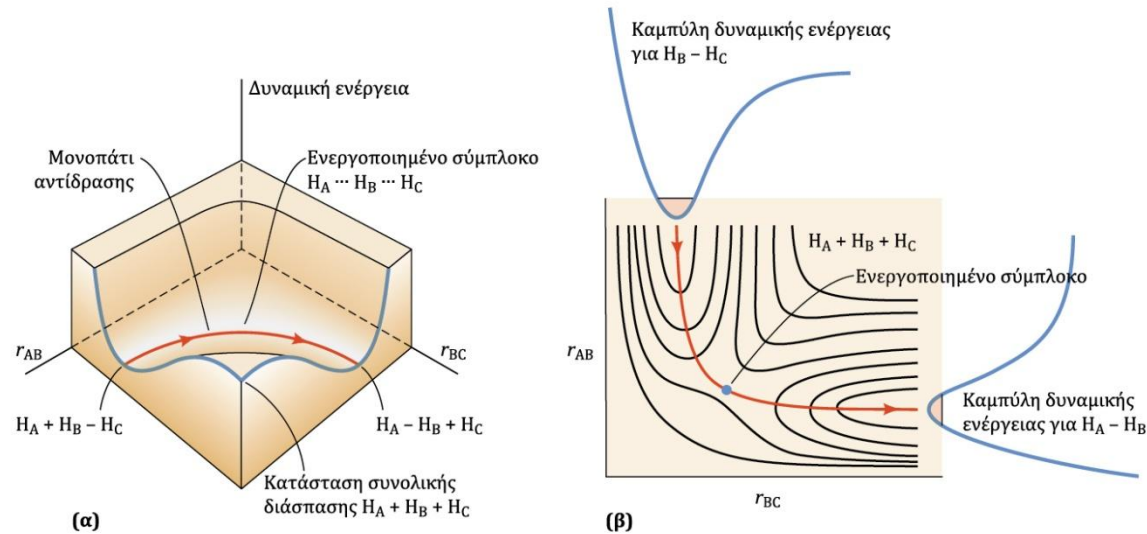 Δυναμική ενέργεια
Μονοπάτι
αντίδρασης
Ενεργοποιημένο σύμπλοκο
H_A ··· H_B ··· H_C
r_AB
r_BC
H_A + H_B – H_C
H_A – H_B + H_C
Κατάσταση συνολικής
διάσπασης H_A + H_B + H_C
(α)
Καμπύλη δυναμικής ενέργειας
για H_B – H_C
H_A + H_B + H_C
Ενεργοποιημένο σύμπλοκο
r_AB
Καμπύλη δυναμικής
ενέργειας για H_A – H_B
r_BC
(β)